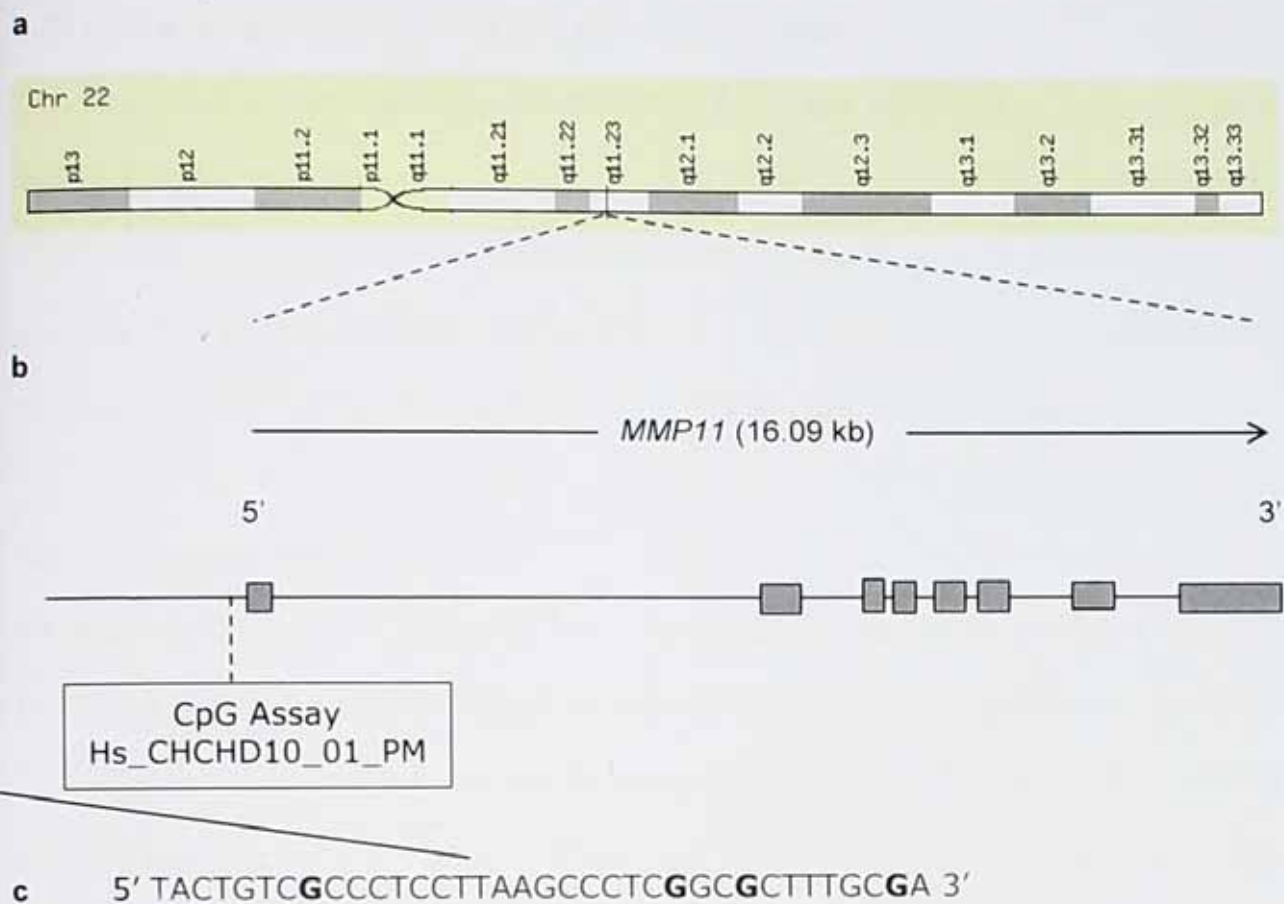 a
Chr 22
p13 p12 p11.2 p11.1 q11.1 q11.21 q11.22 q11.23 q12.1 q12.2 q12.3 q13.1 q13.2 q13.31 q13.32 q13.33
b
MMP11 (16.09 kb)
5' 3'
CpG Assay
Hs_CHCHD10_01_PM
c 5' TACTGTCGCCCTCCTTAAGCCCTCGGCGCTTTGCGA 3'